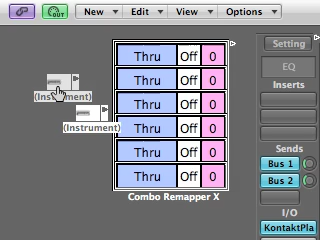 OUT
New
Edit
View
Options
Setting
EQ
Inserts
Thru Off 0
Thru Off 0
Thru Off 0
Thru Off 0
Thru Off 0
Thru Off 0
(Instrument)
(Instrument)
Combo Remapper X
Sends
Bus 1
Bus 2
I/O
KontaktPla